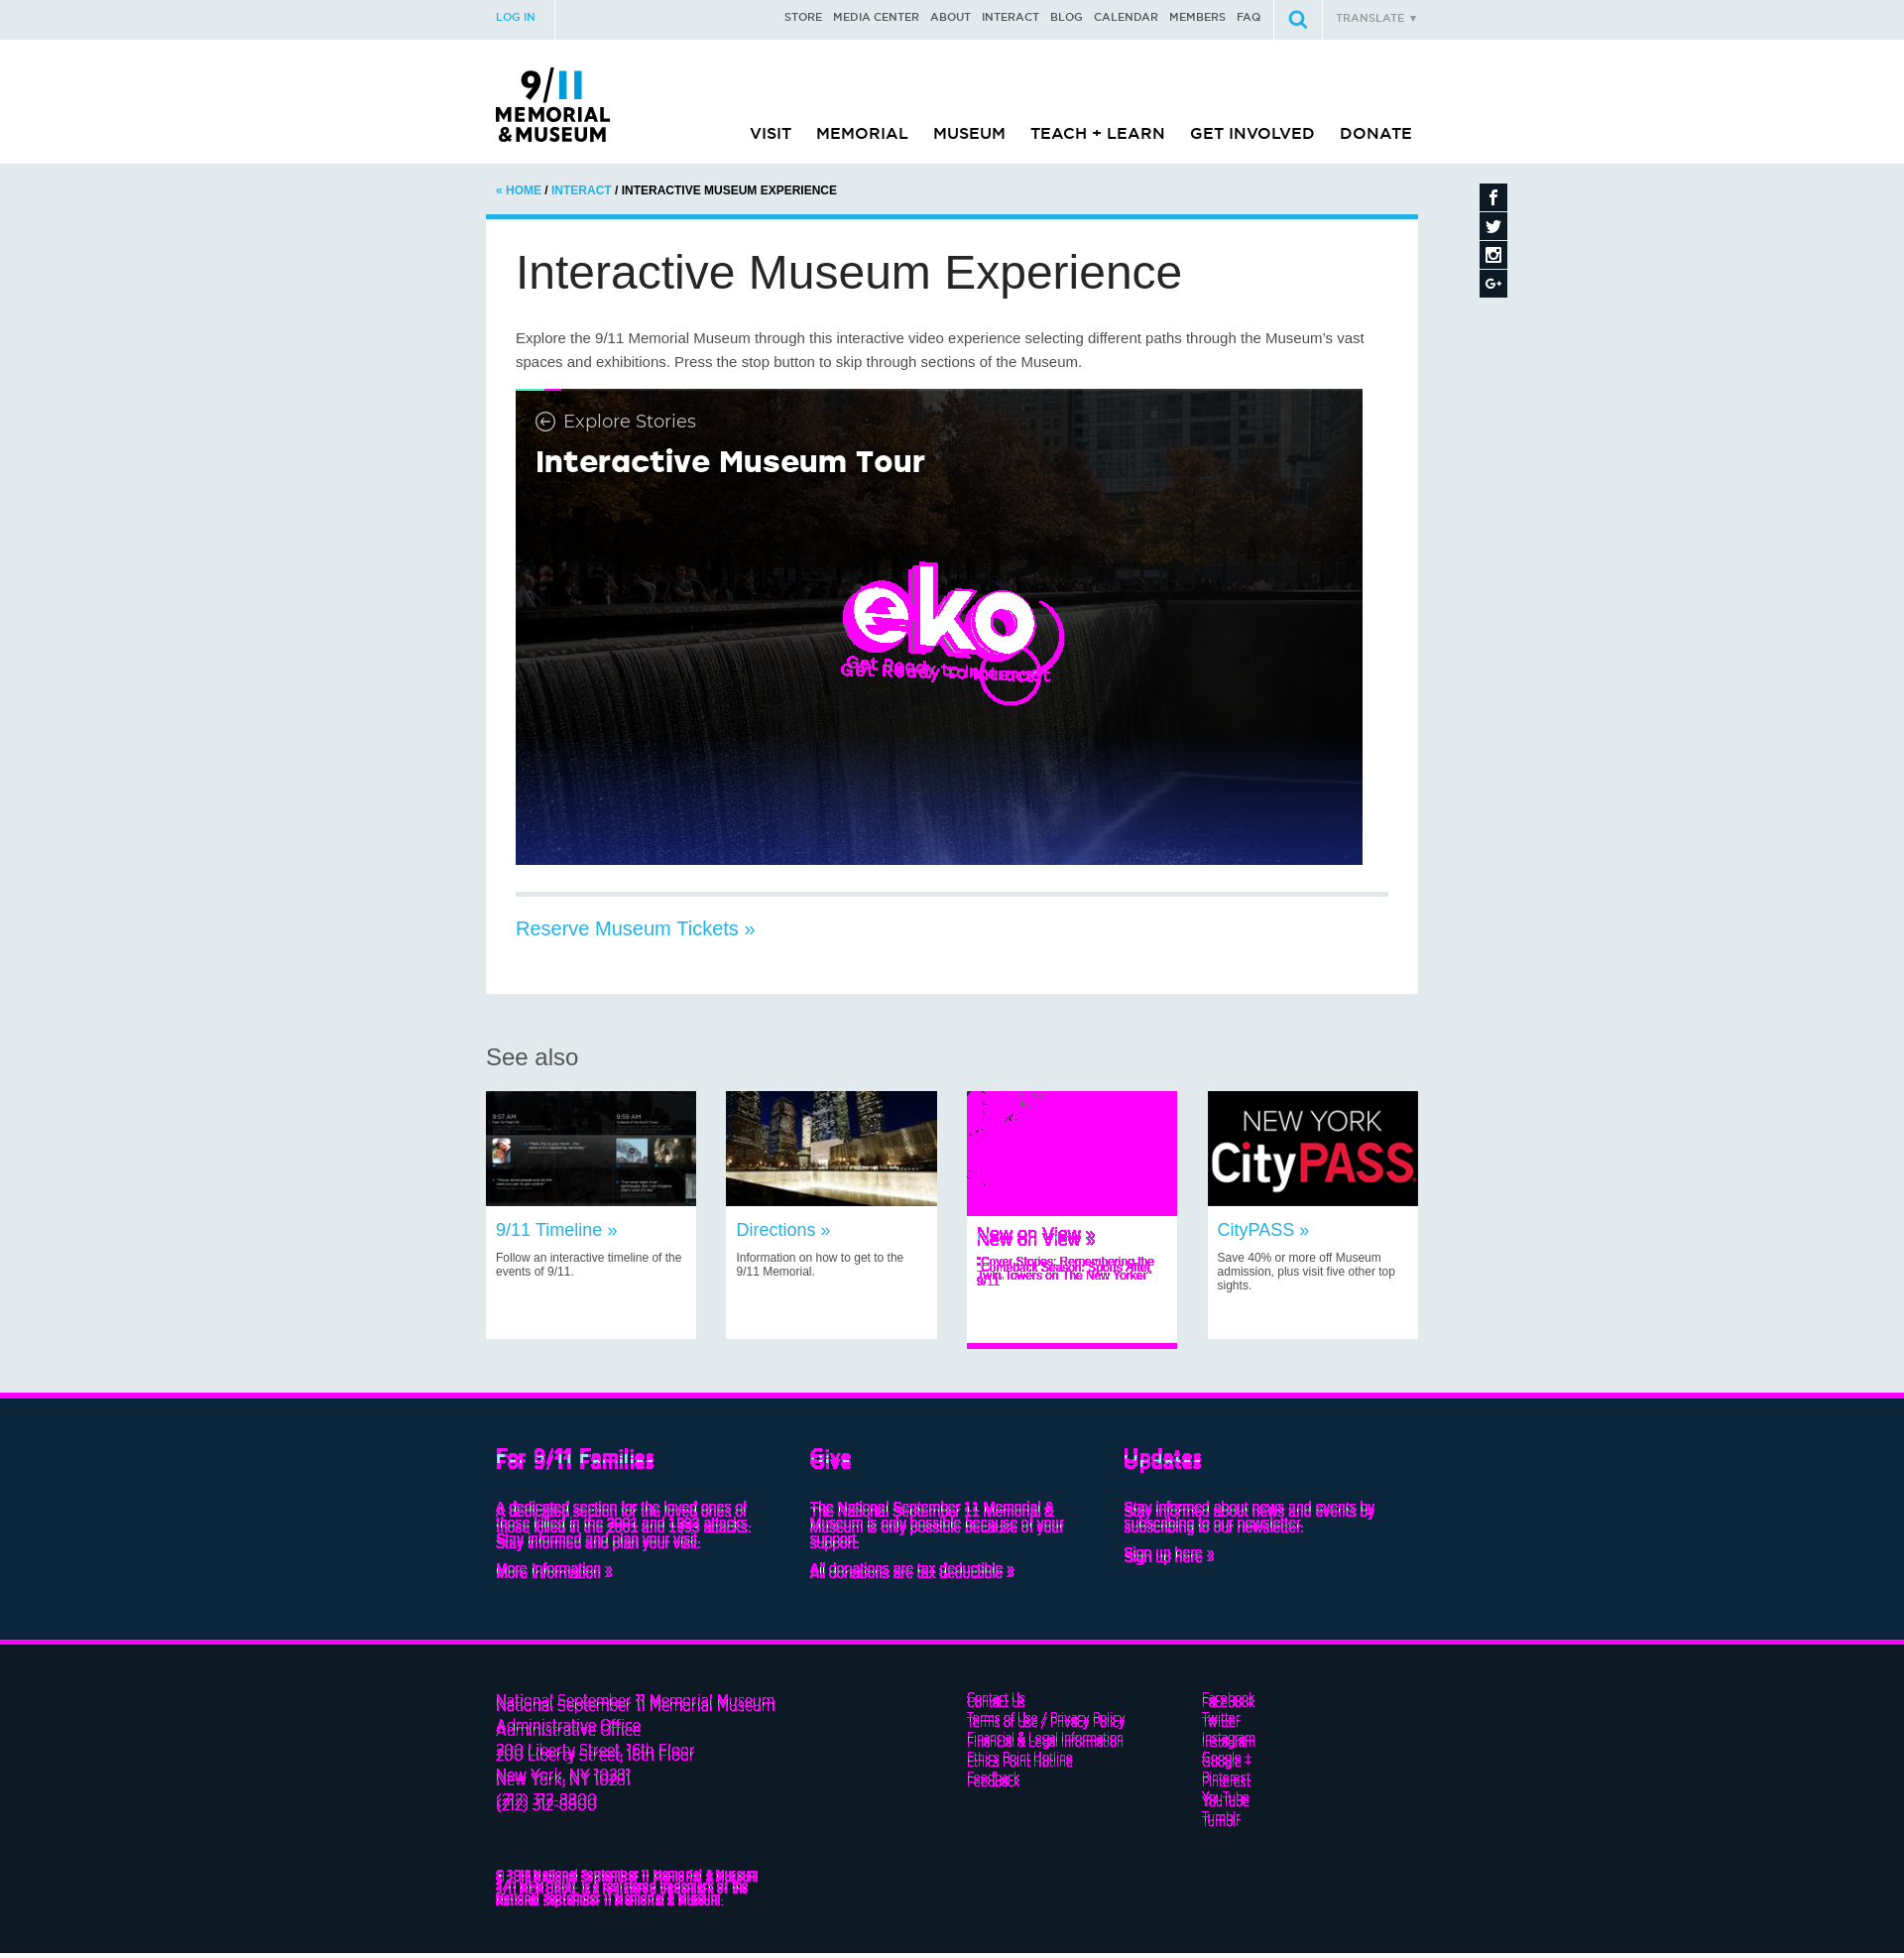 LOG IN
STORE MEDIA CENTER ABOUT INTERACT BLOG CALENDAR MEMBERS FAQ
TRANSLATE ▼
9/11
MEMORIAL
&MUSEUM
VISIT MEMORIAL MUSEUM TEACH + LEARN GET INVOLVED DONATE
« HOME / INTERACT / INTERACTIVE MUSEUM EXPERIENCE
Interactive Museum Experience
Explore the 9/11 Memorial Museum through this interactive video experience selecting different paths through the Museum’s vast
spaces and exhibitions. Press the stop button to skip through sections of the Museum.
Explore Stories
Interactive Museum Tour
eko
Get Ready to Interact
Reserve Museum Tickets »
See also
9:57 AM
9:59 AM
NEW YORK
CityPASS
9/11 Timeline »
Follow an interactive timeline of the
events of 9/11.
Directions »
Information on how to get to the
9/11 Memorial.
New on View »
"Cover Stories: Remembering the
Twin Towers on The New Yorker"
"Comeback Season: Sports After
9/11"
CityPASS »
Save 40% or more off Museum
admission, plus visit five other top
sights.
For 9/11 Families
A dedicated section for the loved ones of
those killed in the 2001 and 1993 attacks.
Stay informed and plan your visit.
More Information »
Give
The National September 11 Memorial &
Museum is only possible because of your
support.
All donations are tax deductible »
Updates
Stay informed about news and events by
subscribing to our newsletter.
Sign up here »
National September 11 Memorial Museum
Administrative Office
200 Liberty Street, 16th Floor
New York, NY 10281
(212) 312-8800
Contact Us
Terms of Use / Privacy Policy
Financial & Legal Information
Ethics Point Hotline
Feedback
Facebook
Twitter
Instagram
Google +
Pinterest
YouTube
Tumblr
National September 11 Memorial & Museum
9/11 MEMORIAL is a registered trademark of the
National September 11 Memorial & Museum.